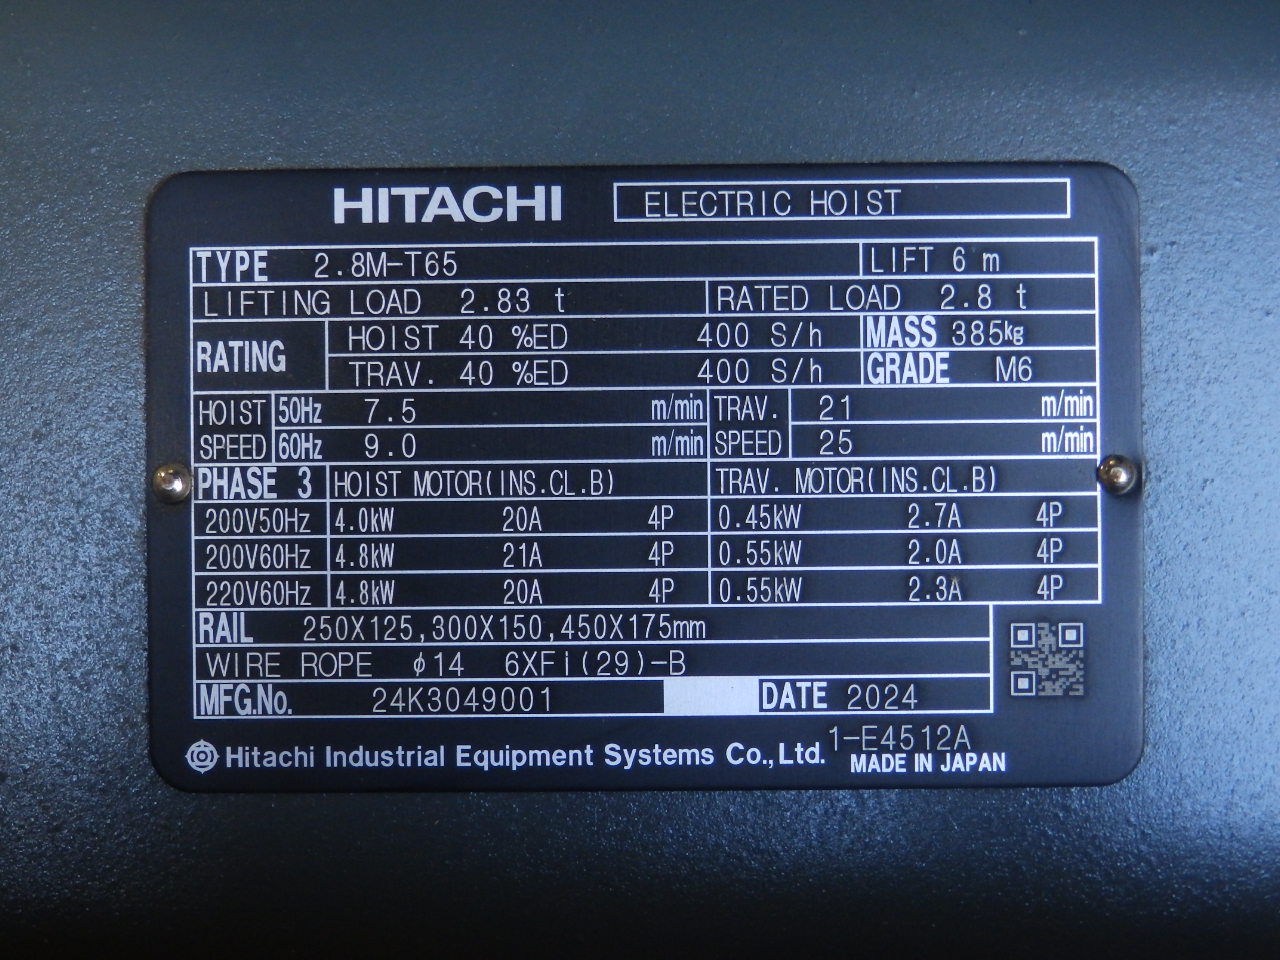 HITACHI ELECTRIC HOIST
TYPE 2.8M-T65 LIFT 6 m
LIFTING LOAD 2.83 t RATED LOAD 2.8 t
RATING HOIST 40 %ED 400 S/h MASS 385kg
TRAV. 40 %ED 400 S/h GRADE M6
HOIST SPEED 50Hz 7.5 m/min TRAV. SPEED 21 m/min
60Hz 9.0 m/min 25 m/min
PHASE 3 HOIST MOTOR(INS.CL.B) TRAV. MOTOR(INS.CL.B)
200V50Hz 4.0kW 20A 4P 0.45kW 2.7A 4P
200V60Hz 4.8kW 21A 4P 0.55kW 2.0A 4P
220V60Hz 4.8kW 20A 4P 0.55kW 2.3A 4P
RAIL 250X125,300X150,450X175mm
WIRE ROPE φ14 6XFi(29)-B
MFG.No. 24K3049001 DATE 2024
Hitachi Industrial Equipment Systems Co.,Ltd. 1-E4512A
MADE IN JAPAN